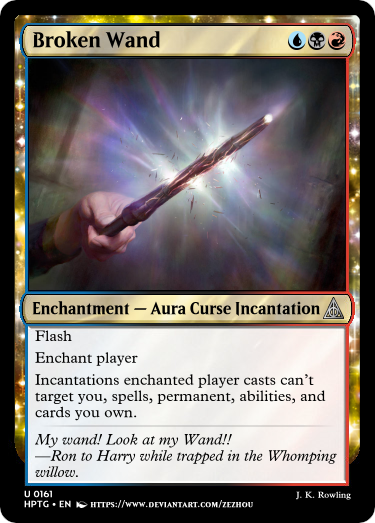 Broken Wand
Enchantment — Aura Curse Incantation
Flash
Enchant player
Incantations enchanted player casts can't
target you, spells, permanent, abilities, and
cards you own.
My wand! Look at my Wand!!
—Ron to Harry while trapped in the Whomping
willow.
U 0161
J. K. Rowling
HPTG • EN HTTPS://WWW.DEVIANTART.COM/ZEZHOU